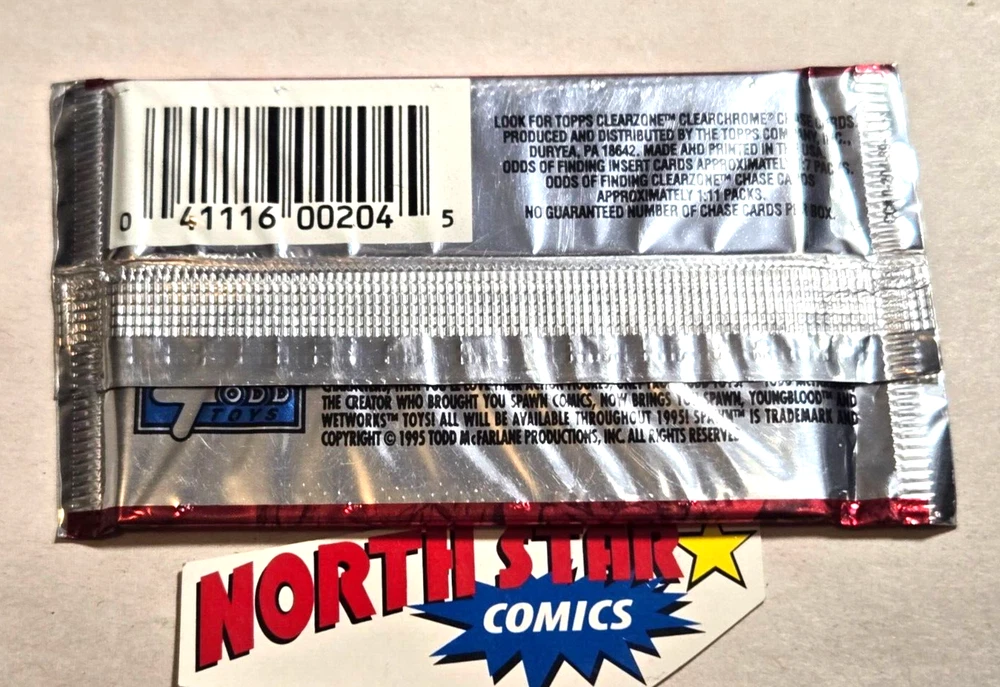 0 41116 00204 5
LOOK FOR TOPPS CLEARZONE™ CLEARCHROME® CHASE CARDS
PRODUCED AND DISTRIBUTED BY THE TOPPS COMPANY, INC.,
DURYEA, PA 18642. MADE AND PRINTED IN THE USA.
ODDS OF FINDING INSERT CARDS APPROXIMATELY 1:7 PACKS.
ODDS OF FINDING CLEARZONE™ CHASE CARDS
APPROXIMATELY 1:11 PACKS.
NO GUARANTEED NUMBER OF CHASE CARDS PER BOX.
TODD
TOYS
THE CREATOR WHO BROUGHT YOU SPAWN COMICS, NOW BRINGS YOU SPAWN, YOUNGBLOOD™ AND
WETWORKS™ TOYS! ALL WILL BE AVAILABLE THROUGHOUT 1995! SPAWN™ IS TRADEMARK AND
COPYRIGHT © 1995 TODD McFARLANE PRODUCTIONS, INC. ALL RIGHTS RESERVED
NORTH STAR
COMICS